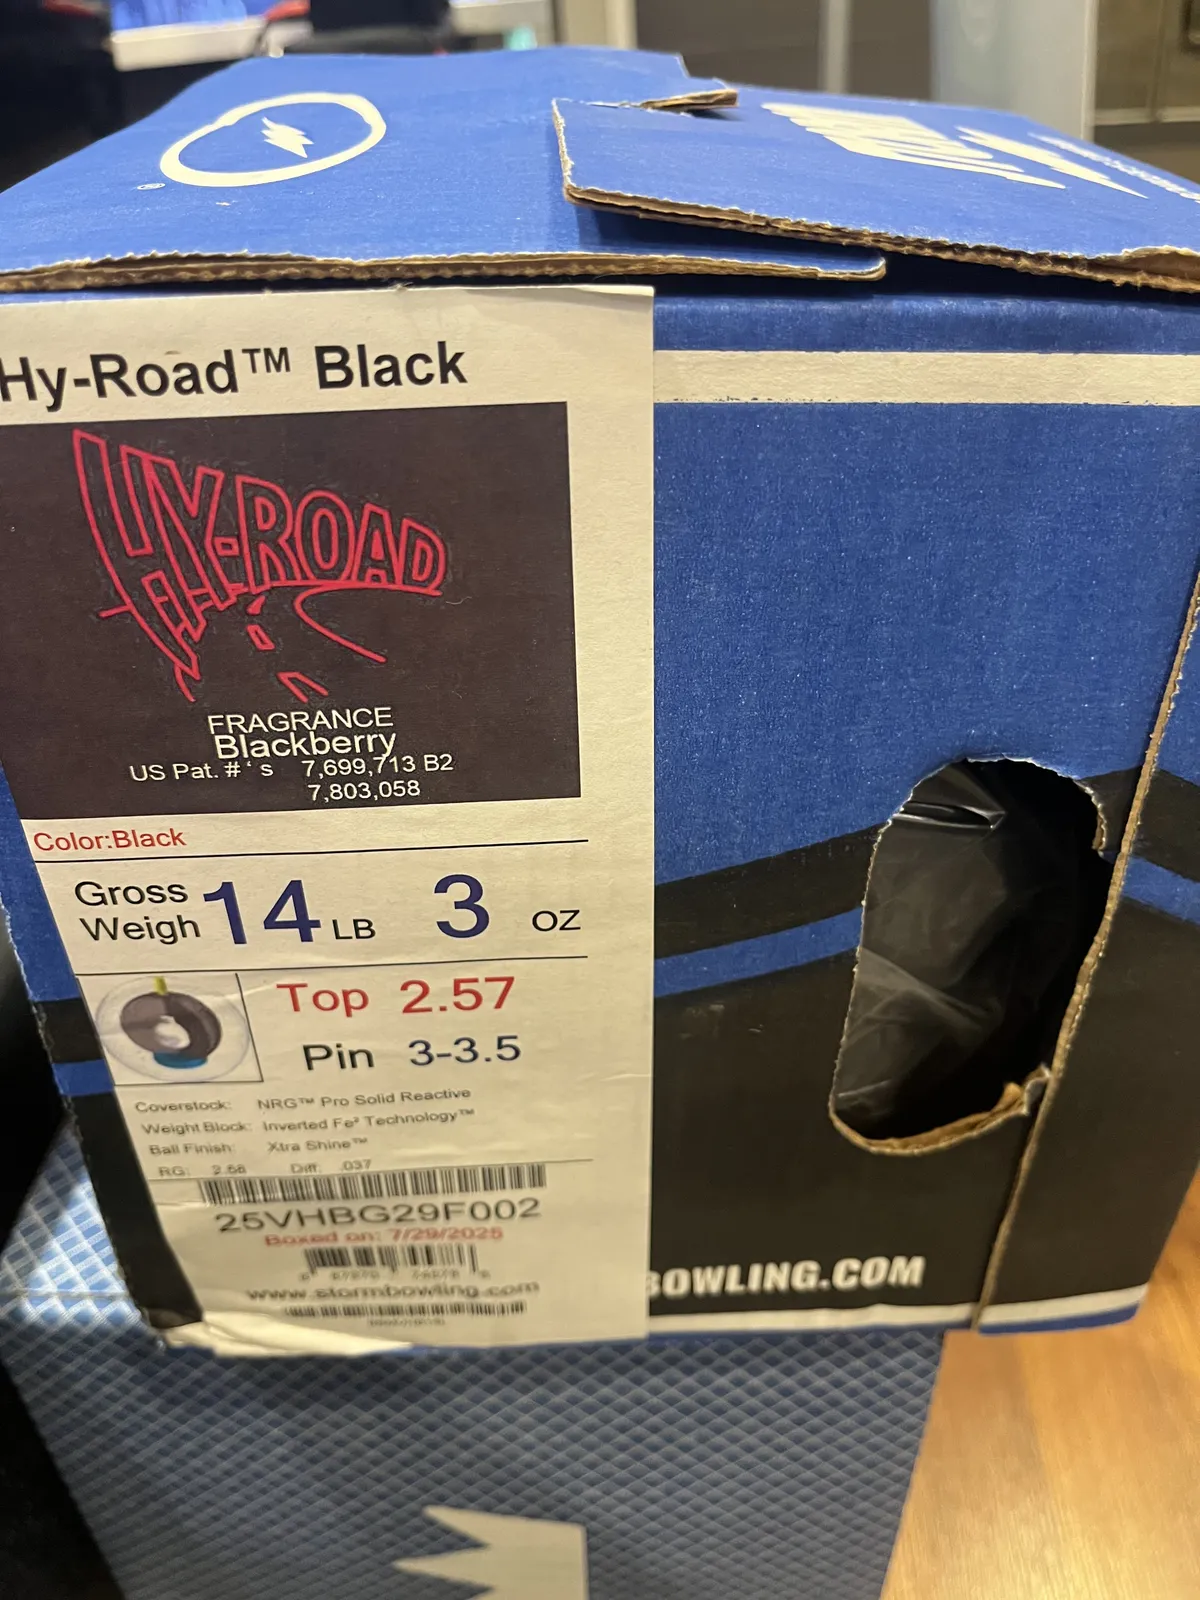 Hy-Road™ Black
HY-ROAD
FRAGRANCE
Blackberry
US Pat. #'s 7,699,713 B2
7,803,058
Color:Black
Gross
Weigh 14 LB 3 OZ
Top 2.57
Pin 3-3.5
Coverstock: NRG™ Pro Solid Reactive
Weight Block: Inverted Fe² Technology™
Ball Finish: Xtra Shine™
RG: 2.56 Diff: .037
25VHBG29F002
Boxed on: 7/29/2025
www.stormbowling.com
BOWLING.COM